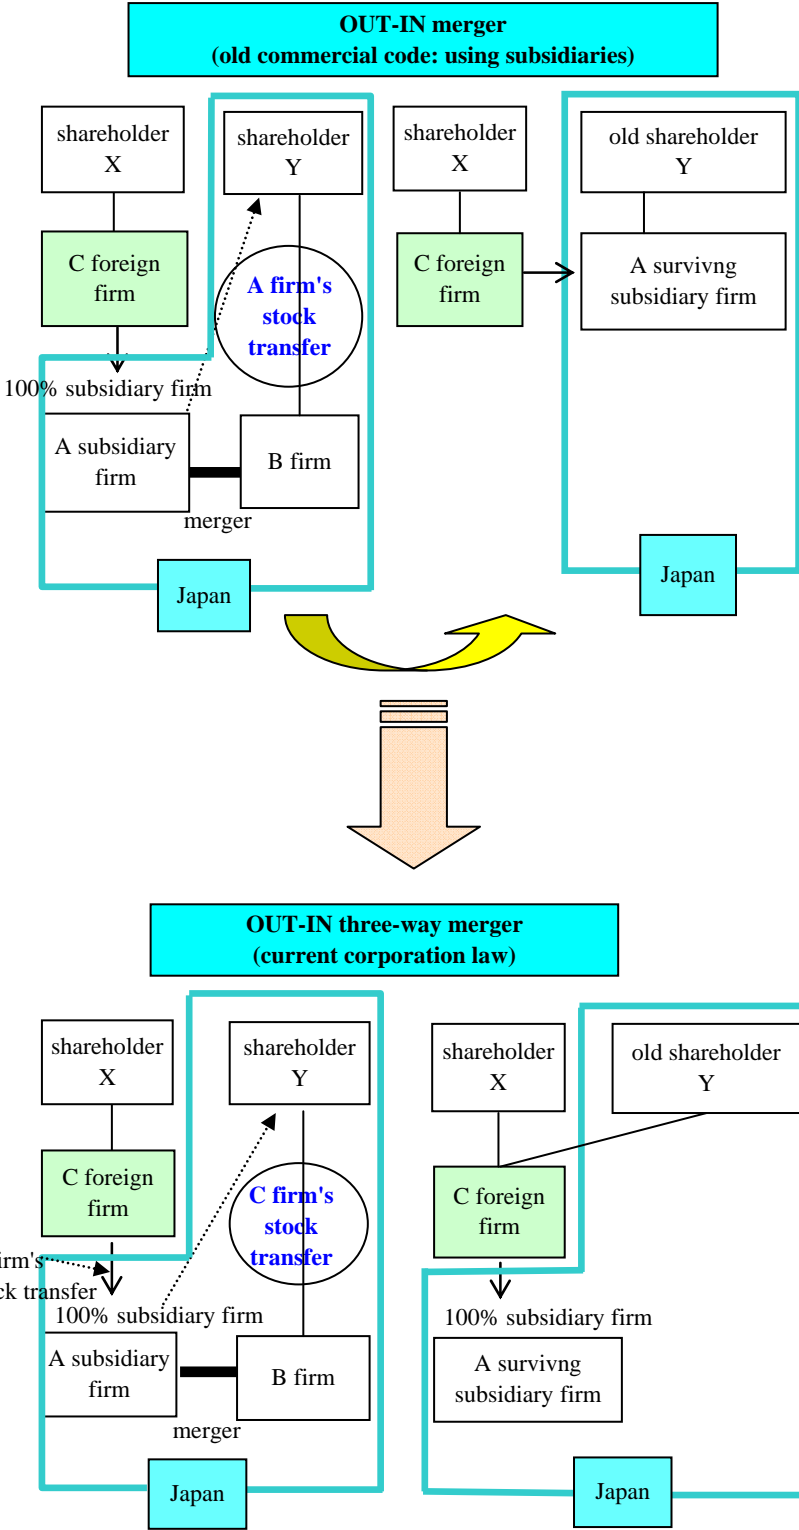 OUT-IN merger
(old commercial code: using subsidiaries)
shareholder
X
shareholder
Y
C foreign
firm
A firm's
stock
transfer
100% subsidiary firm
A subsidiary
firm
B firm
merger
Japan
shareholder
X
old shareholder
Y
C foreign
firm
A survivng
subsidiary firm
Japan
OUT-IN three-way merger
(current corporation law)
shareholder
X
shareholder
Y
C foreign
firm
C firm's
stock
transfer
irm's
ck transfer
100% subsidiary firm
A subsidiary
firm
B firm
merger
Japan
shareholder
X
old shareholder
Y
C foreign
firm
100% subsidiary firm
A survivng
subsidiary firm
Japan